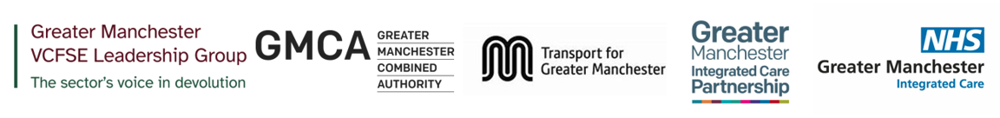 Greater Manchester
VCFSE Leadership Group
The sector's voice in devolution
GMCA
GREATER
MANCHESTER
COMBINED
AUTHORITY
Transport for
Greater Manchester
Greater
Manchester
Integrated Care
Partnership
NHS
Greater Manchester
Integrated Care